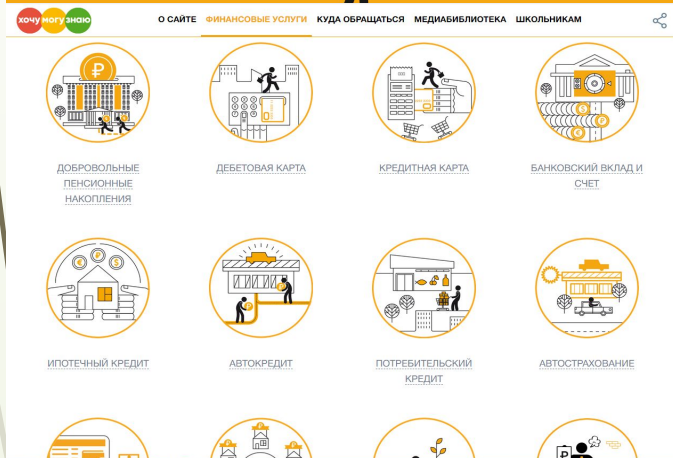 хочу могу знаю
О САЙТЕ ФИНАНСОВЫЕ УСЛУГИ КУДА ОБРАЩАТЬСЯ МЕДИАБИБЛИОТЕКА ШКОЛЬНИКАМ
ДОБРОВОЛЬНЫЕ
ПЕНСИОННЫЕ
НАКОПЛЕНИЯ
ДЕБЕТОВАЯ КАРТА
КРЕДИТНАЯ КАРТА
БАНКОВСКИЙ ВКЛАД И
СЧЕТ
ИПОТЕЧНЫЙ КРЕДИТ
АВТОКРЕДИТ
ПОТРЕБИТЕЛЬСКИЙ
КРЕДИТ
АВТОСТРАХОВАНИЕ